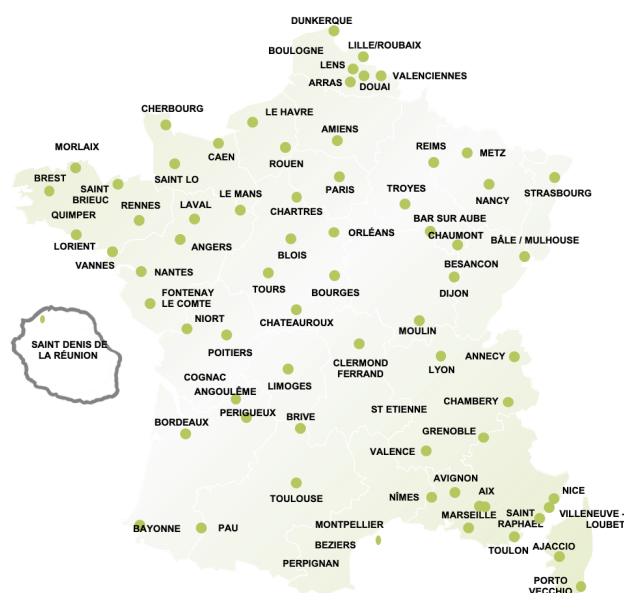 DUNKERQUE
BOULOGNE
LILLE/ROUBAIX
LENS
ARRAS
DOUAI
VALENCIENNES
CHERBOURG
LE HAVRE
AMIENS
MORLAIX
CAEN
ROUEN
REIMS
METZ
BREST
SAINT
BRIEUC
SAINT LO
LE MANS
PARIS
TROYES
NANCY
STRASBOURG
QUIMPER
RENNES
LAVAL
CHARTRES
BAR SUR AUBE
LORIENT
ANGERS
ORLÉANS
CHAUMONT
BÂLE / MULHOUSE
VANNES
BLOIS
BESANCON
NANTES
TOURS
BOURGES
DIJON
FONTENAY
LE COMTE
NIORT
CHATEAUROUX
MOULIN
SAINT DENIS DE
LA RÉUNION
POITIERS
CLERMOND
FERRAND
LYON
ANNECY
COGNAC
LIMOGES
ANGOULÊME
PERIGUEUX
BRIVE
ST ETIENNE
CHAMBERY
BORDEAUX
GRENOBLE
VALENCE
TOULOUSE
AVIGNON
NÎMES
AIX
NICE
MARSEILLE
SAINT
RAPHAEL
VILLENEUVE -
LOUBET
BAYONNE
PAU
MONTPELLIER
BEZIERS
TOULON
AJACCIO
PERPIGNAN
PORTO
VECCHIO